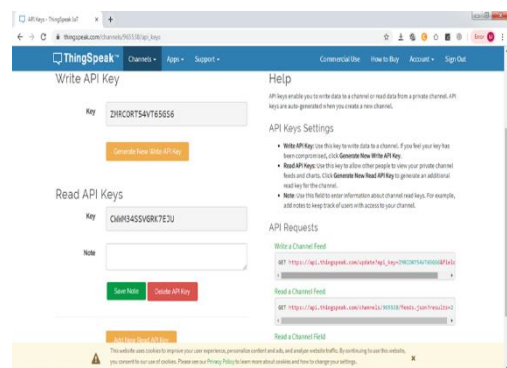 API Keys - ThingSpeak IoT
thingspeak.com/channels/965538/api_keys
Error
ThingSpeak™ Channels Apps Support Commercial Use How to Buy Account Sign Out
Write API Key
Key
Generate New Write API Key
Read API Keys
Key
Note
Save Note Delete API Key
Add New Read API Key
Help
API keys enable you to write data to a channel or read data from a private channel. API
keys are auto-generated when you create a new channel.
API Keys Settings
Write API Key: Use this key to write data to a channel. If you feel your key has
been compromised, click Generate New Write API Key.
Read API Keys: Use this key to allow other people to view your private channel
feeds and charts. Click Generate New Read API Key to generate an additional
read key for the channel.
Note: Use this field to enter information about channel read keys. For example,
add notes to keep track of users with access to your channel.
API Requests
Write a Channel Feed
GET https://api.thingspeak.com/update?api_key=
Read a Channel Feed
GET https://api.thingspeak.com/channels/965538/feeds.json?results=2
Read a Channel Field
This website uses cookies to improve your user experience, personalize content and ads, and analyze website traffic. By continuing to use this website,
you consent to our use of cookies. Please see our Privacy Policy to learn more about cookies and how to change your settings.